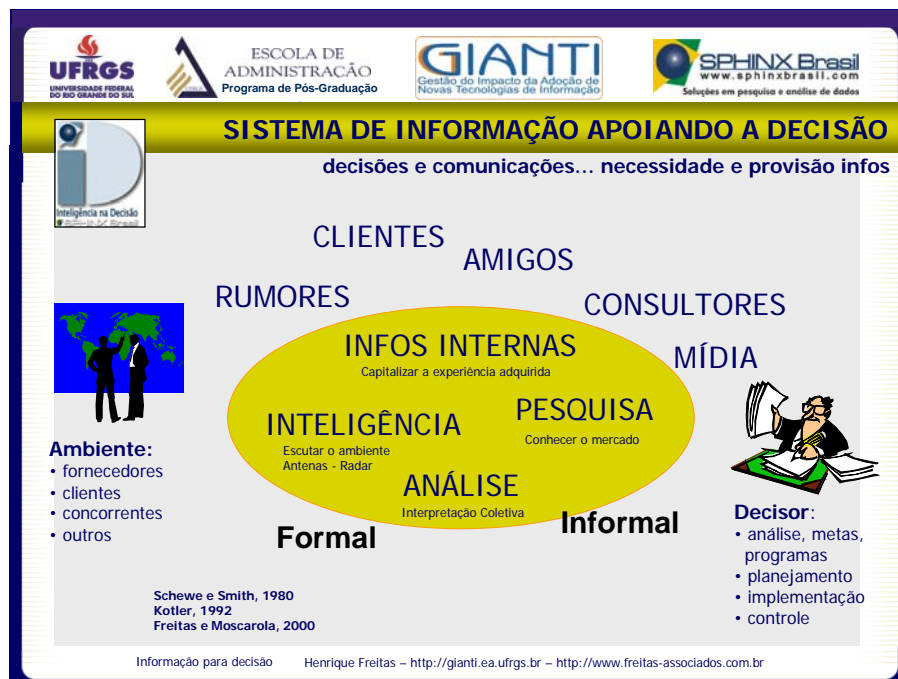 UFRGS
UNIVERSIDADE FEDERAL
DO RIO GRANDE DO SUL
ESCOLA DE
ADMINISTRAÇÃO
Programa de Pós-Graduação
GIANTI
Gestão do Impacto da Adoção de
Novas Tecnologias de Informação
SPHINX Brasil
www.sphinxbrasil.com
Soluções em pesquisa e análise de dados
SISTEMA DE INFORMAÇÃO APOIANDO A DECISÃO
decisões e comunicações... necessidade e provisão infos
iD
Inteligência na Decisão
SPHINX Brasil
CLIENTES
AMIGOS
RUMORES
CONSULTORES
INFOS INTERNAS
Capitalizar a experiência adquirida
MÍDIA
INTELIGÊNCIA
Escutar o ambiente
Antenas - Radar
PESQUISA
Conhecer o mercado
ANÁLISE
Interpretação Coletiva
Formal
Informal
Ambiente:
• fornecedores
• clientes
• concorrentes
• outros
Decisor:
• análise, metas,
programas
• planejamento
• implementação
• controle
Schewe e Smith, 1980
Kotler, 1992
Freitas e Moscarola, 2000
Informação para decisão
Henrique Freitas – http://gianti.ea.ufrgs.br – http://www.freitas-associados.com.br